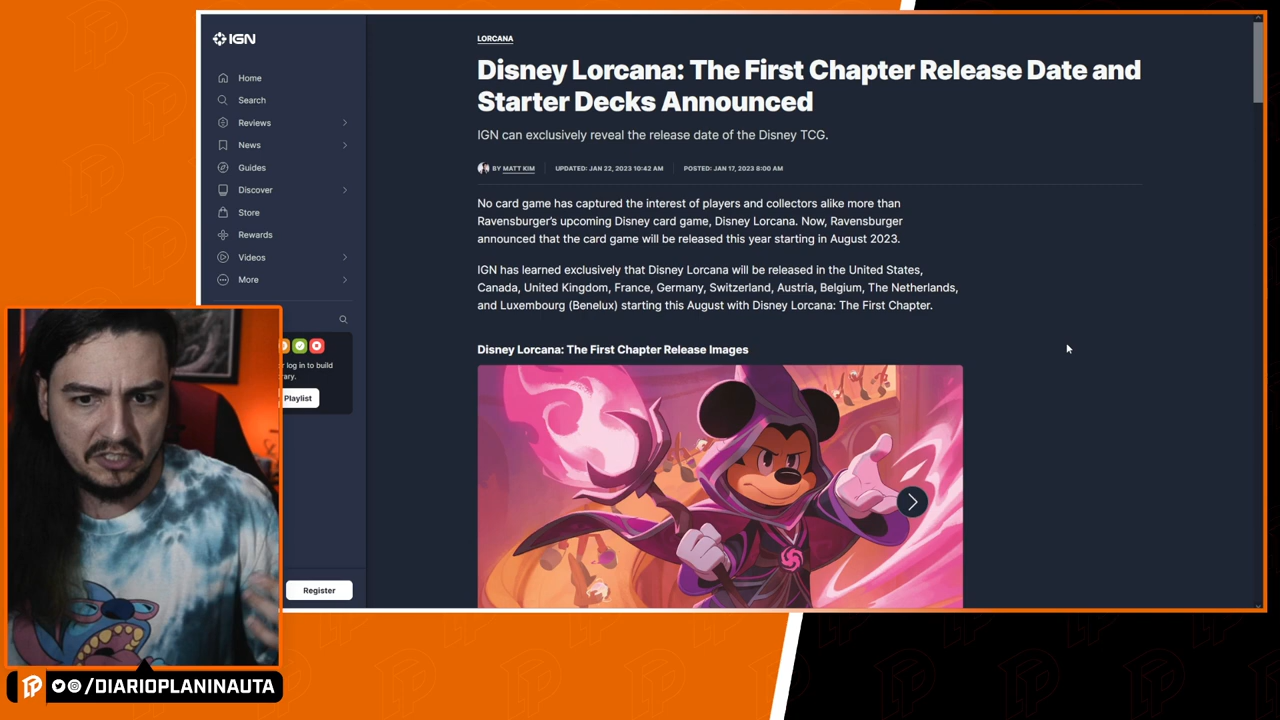 IGN
Home
Search
Reviews
News
Guides
Discover
Store
Rewards
Videos
More
r log in to build
rary.
Playlist
Register
LORCANA
Disney Lorcana: The First Chapter Release Date and
Starter Decks Announced
IGN can exclusively reveal the release date of the Disney TCG.
BY MATT KIM UPDATED: JAN 22, 2023 10:42 AM POSTED: JAN 17, 2023 8:00 AM
No card game has captured the interest of players and collectors alike more than
Ravensburger's upcoming Disney card game, Disney Lorcana. Now, Ravensburger
announced that the card game will be released this year starting in August 2023.
IGN has learned exclusively that Disney Lorcana will be released in the United States,
Canada, United Kingdom, France, Germany, Switzerland, Austria, Belgium, The Netherlands,
and Luxembourg (Benelux) starting this August with Disney Lorcana: The First Chapter.
Disney Lorcana: The First Chapter Release Images
/DIARIOPLANINAUTA